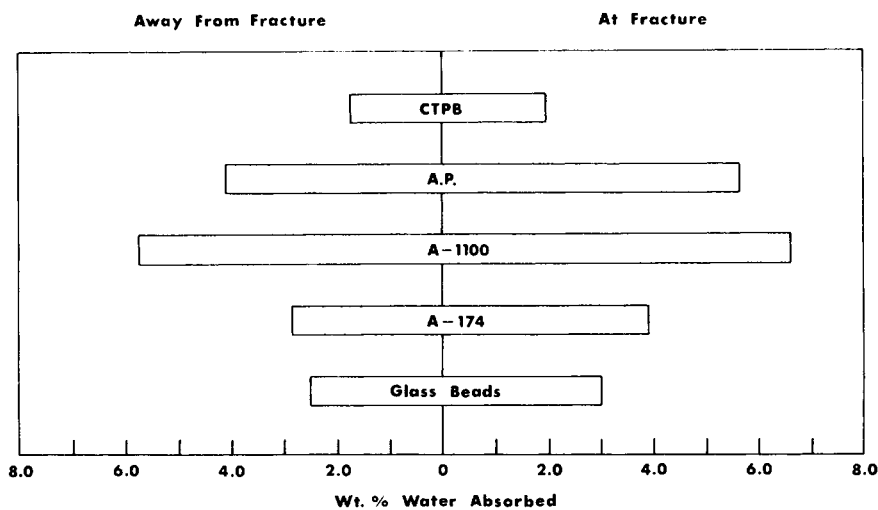 Away From Fracture At Fracture
CTPB
A.P.
A-1100
A-174
Glass Beads
8.0 6.0 4.0 2.0 0 2.0 4.0 6.0 8.0
Wt. % Water Absorbed